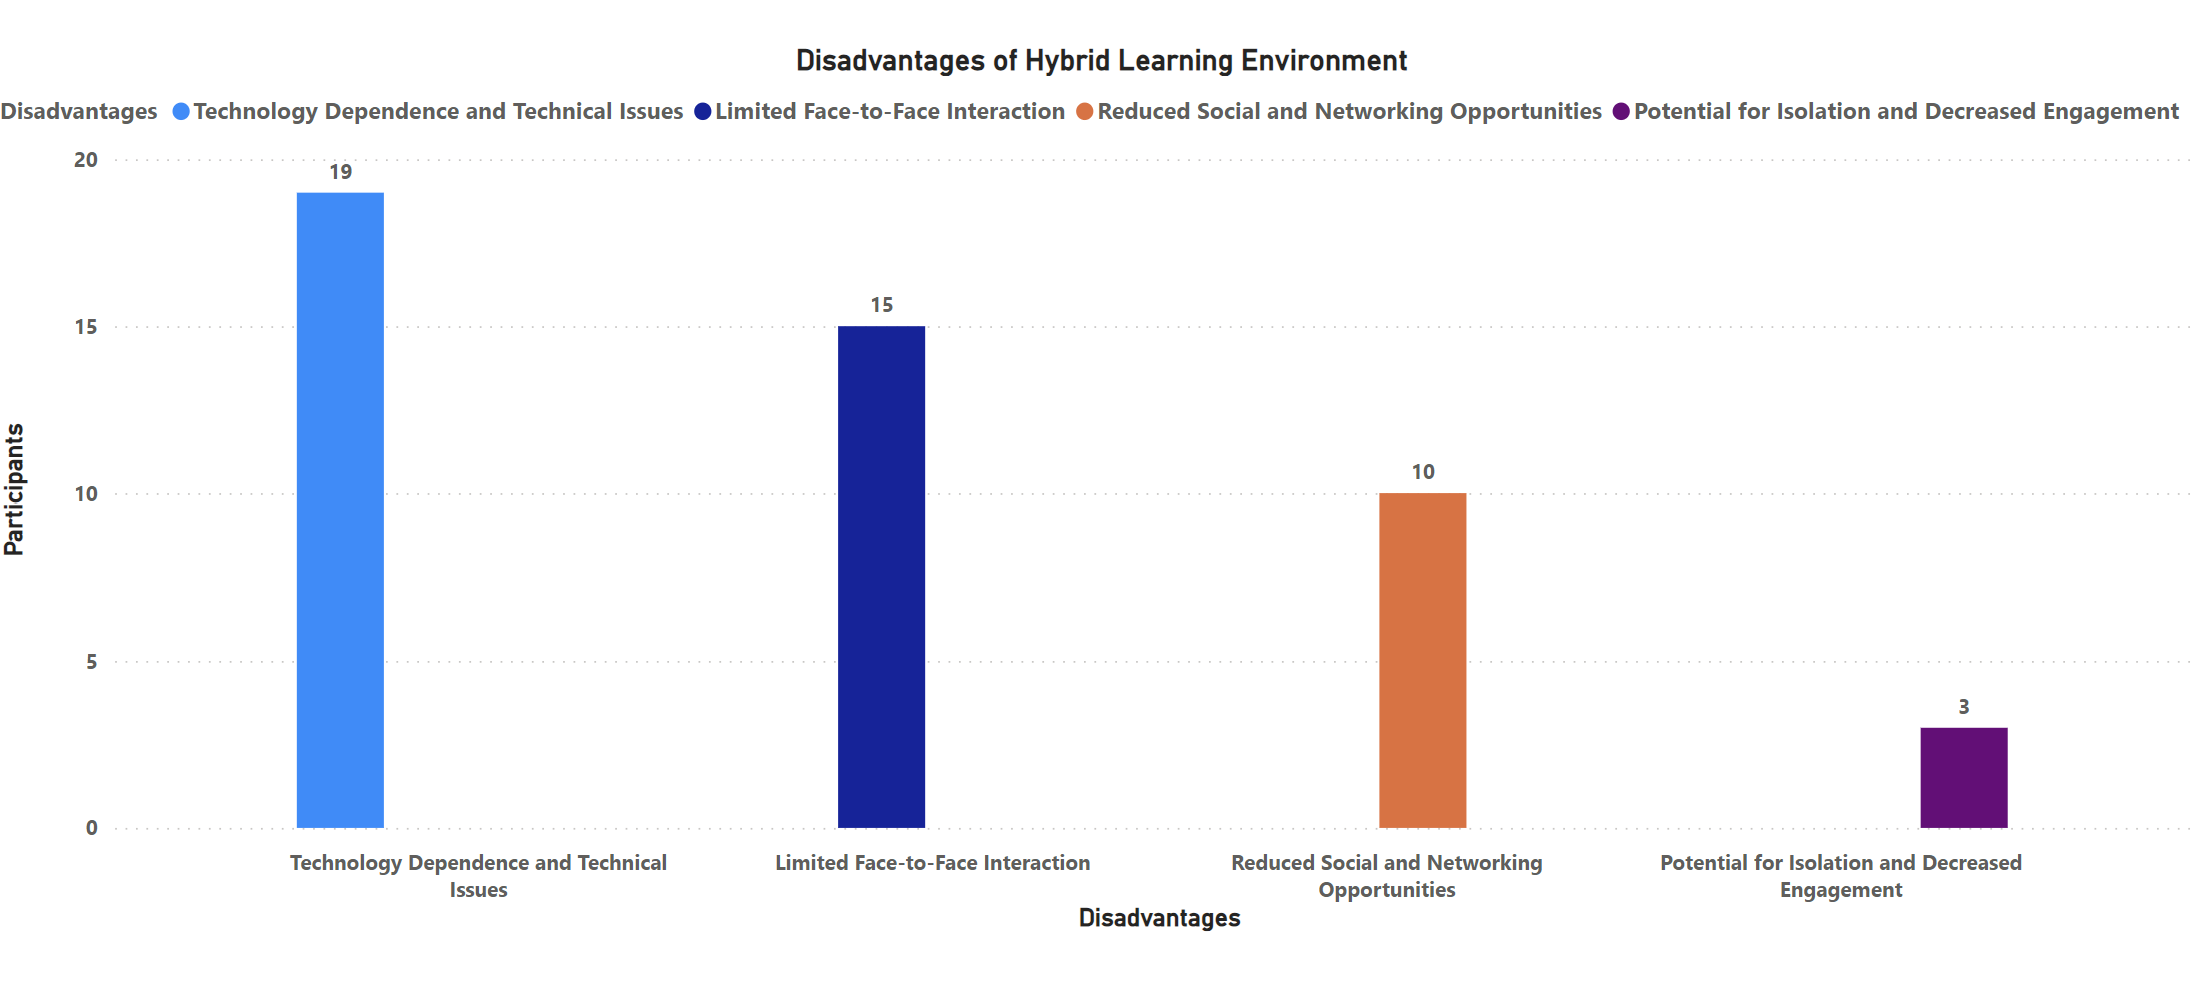 Disadvantages of Hybrid Learning Environment
Disadvantages Technology Dependence and Technical Issues Limited Face-to-Face Interaction Reduced Social and Networking Opportunities Potential for Isolation and Decreased Engagement
20
19
15
15
10
10
5
3
0
Participants
Technology Dependence and Technical
Issues
Limited Face-to-Face Interaction
Reduced Social and Networking
Opportunities
Potential for Isolation and Decreased
Engagement
Disadvantages